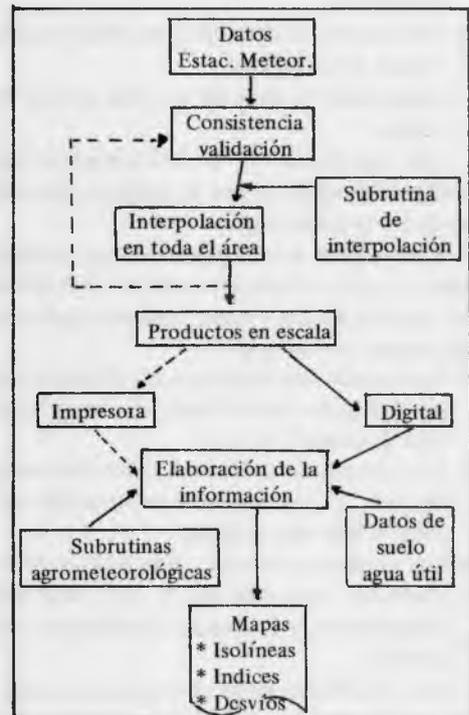 Datos
Estac. Meteor.
Consistencia
validación
Subrutina
de
interpolación
Interpolación
en toda el área
Productos en escala
Impresora
Digital
Elaboración de la
información
Subrutinas
agrometeorológicas
Datos de
suelo
agua útil
Mapas
* Isolíneas
* Indices
* Desvíos